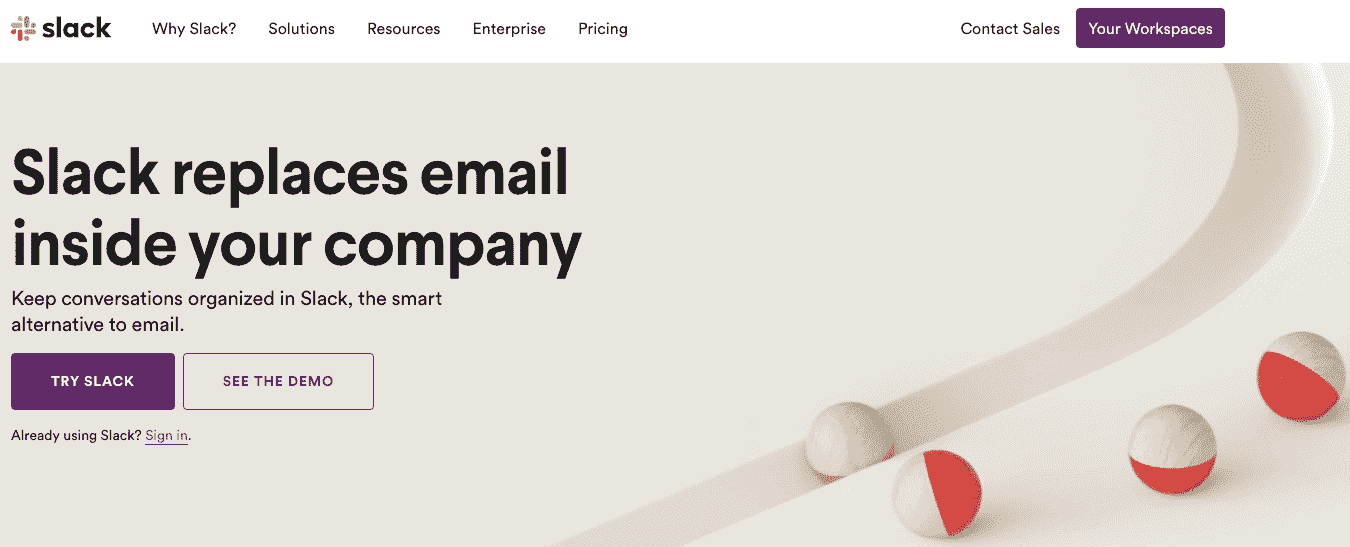 slack
Why Slack?
Solutions
Resources
Enterprise
Pricing
Contact Sales
Your Workspaces
Slack replaces email
inside your company
Keep conversations organized in Slack, the smart
alternative to email.
TRY SLACK
SEE THE DEMO
Already using Slack? Sign in.